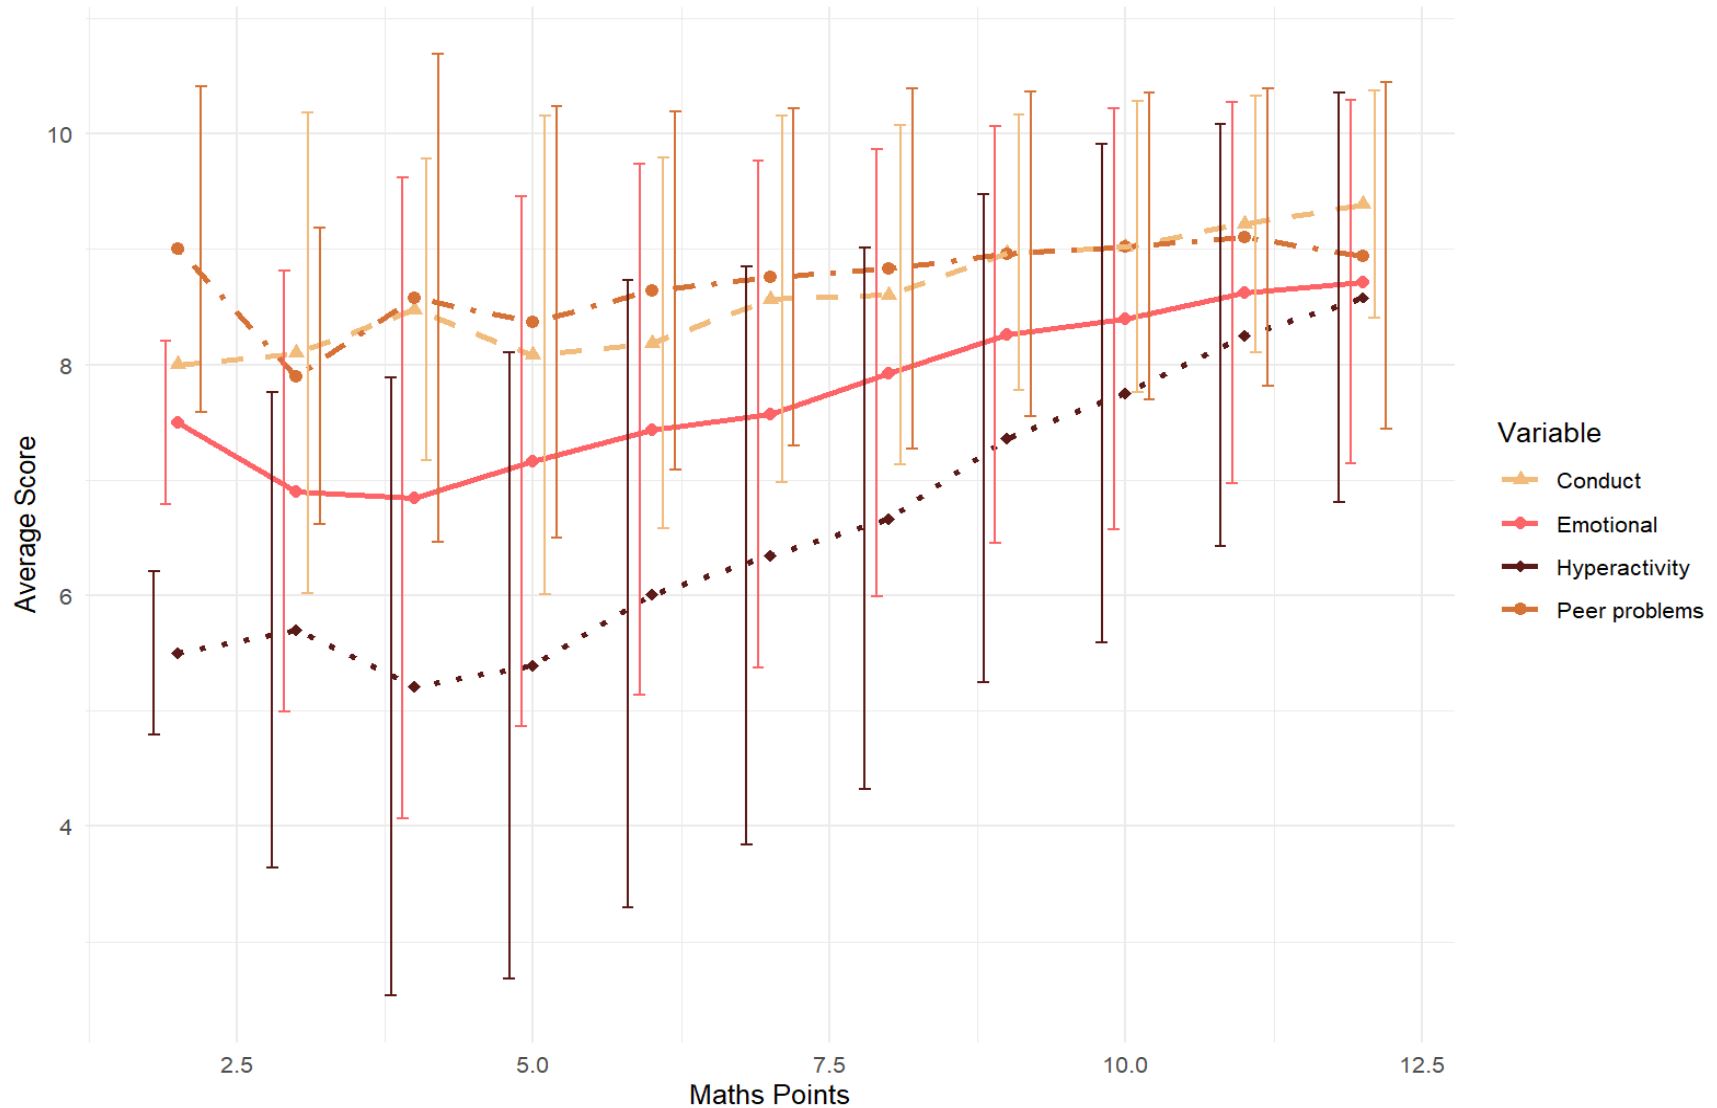 10
8
6
4
Average Score
2.5
5.0
7.5
10.0
12.5
Maths Points
Variable
Conduct
Emotional
Hyperactivity
Peer problems